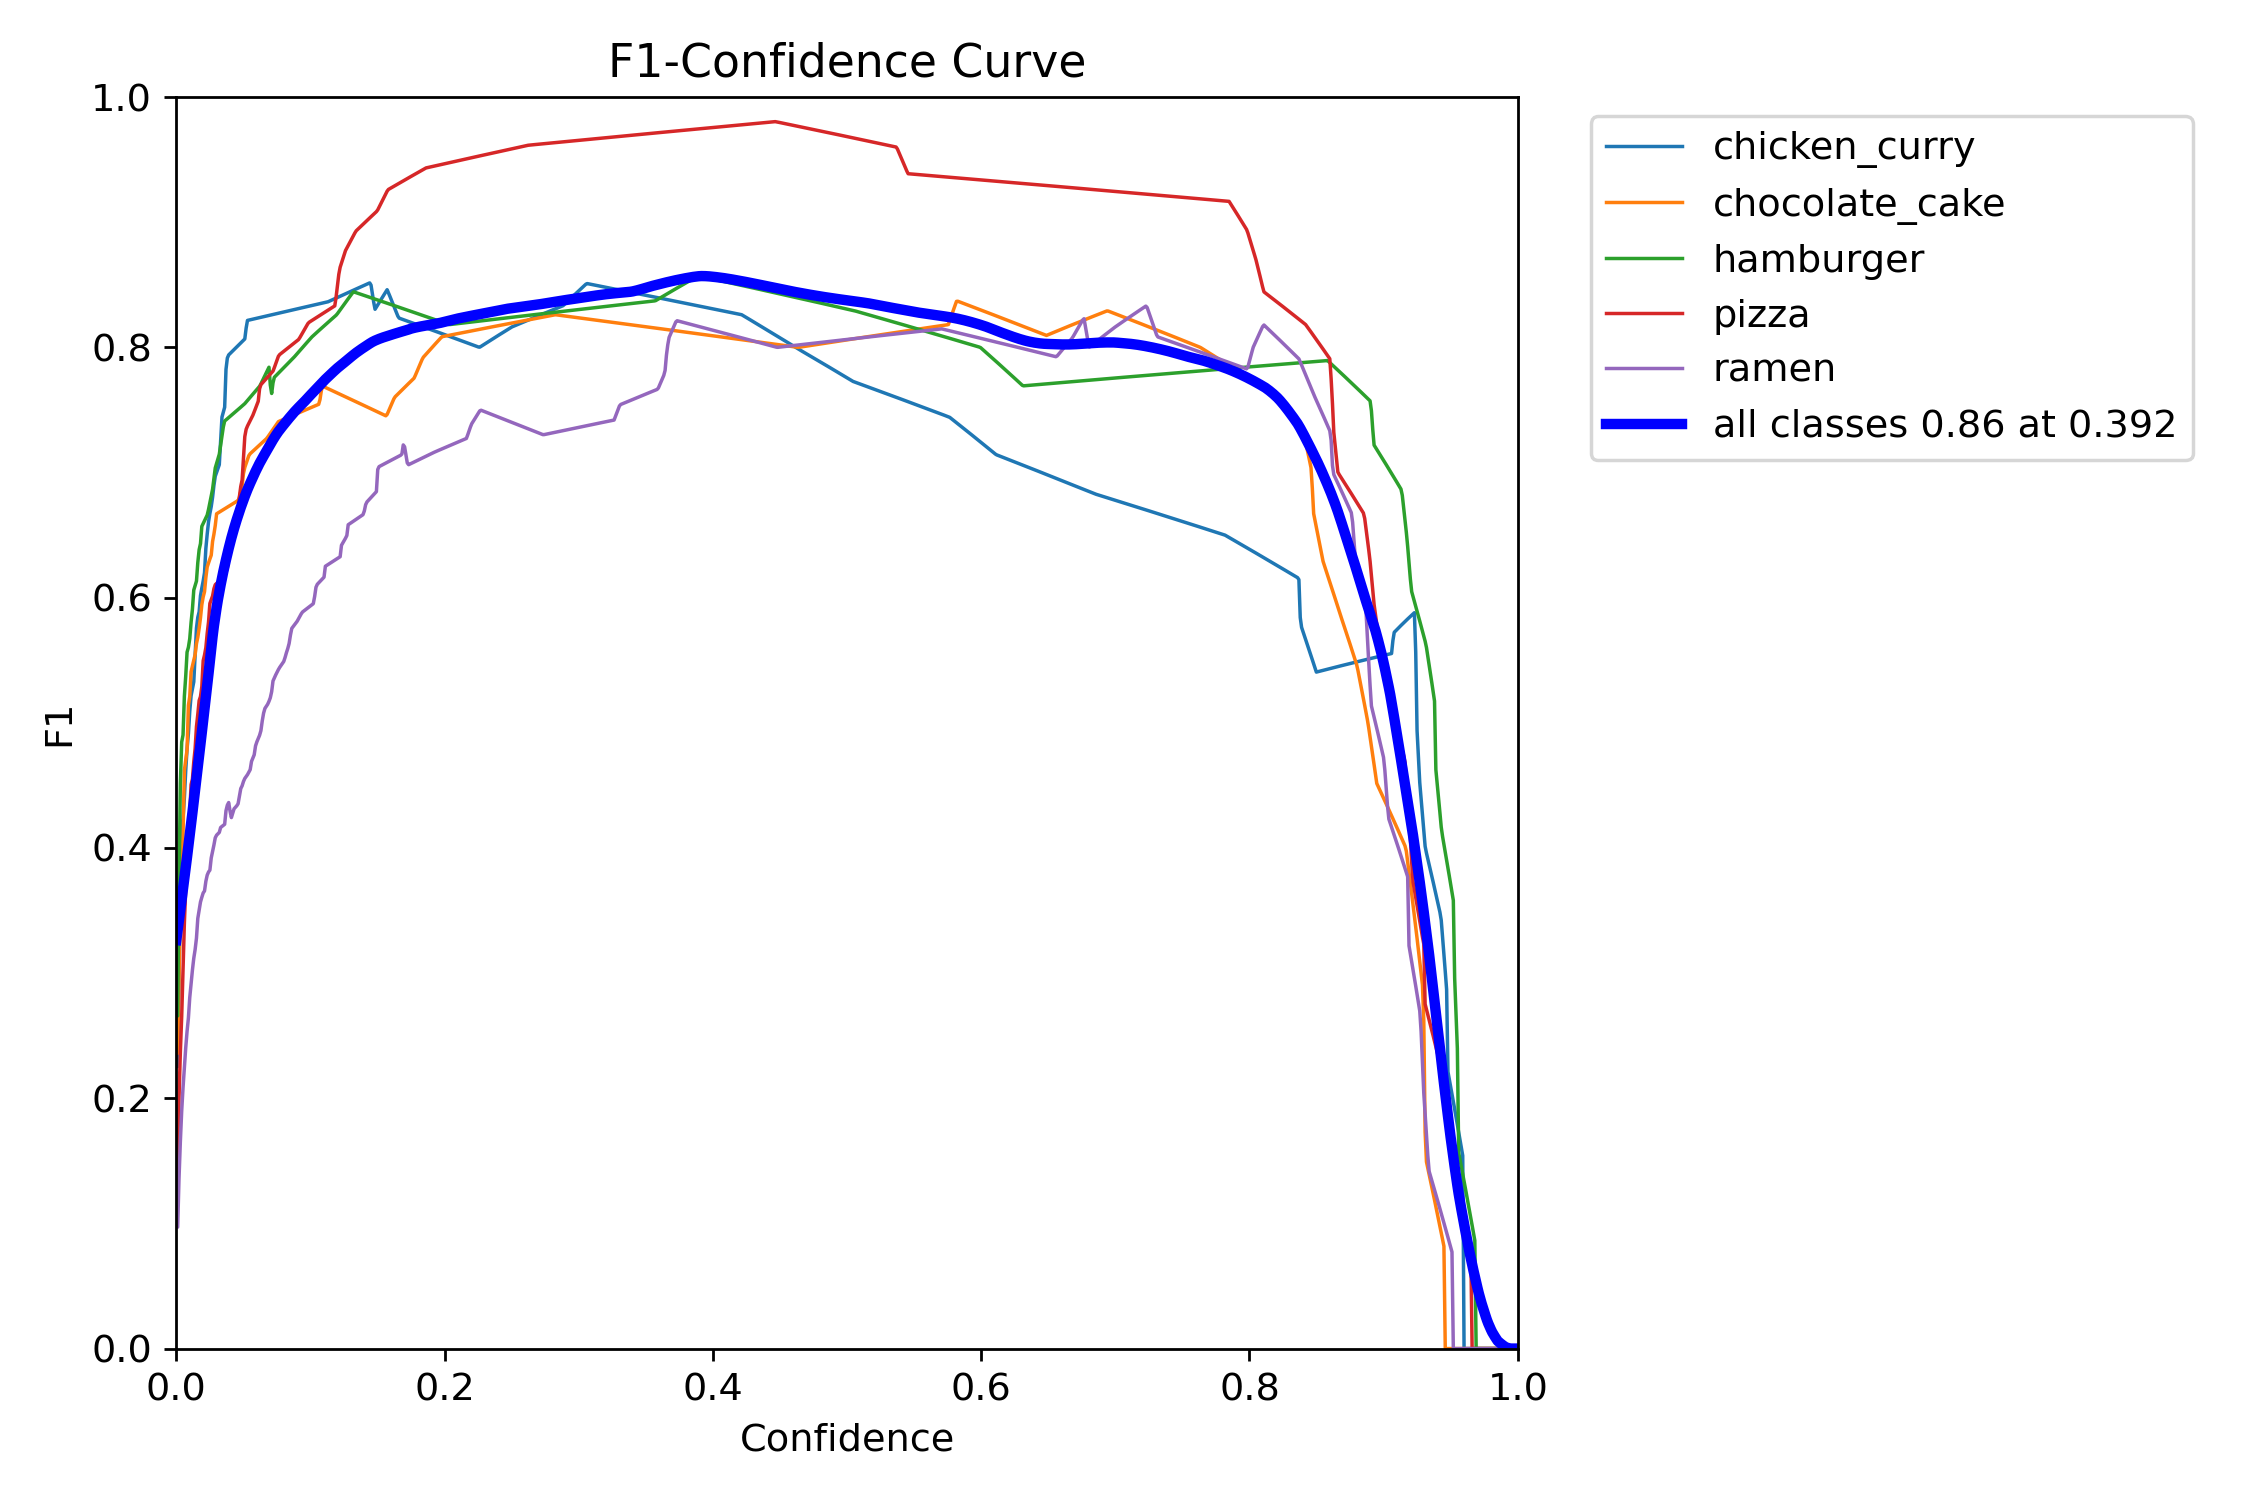 F1-Confidence Curve
1.0
0.8
0.6
0.4
0.2
0.0
F1
0.0 0.2 0.4 0.6 0.8 1.0
Confidence
chicken_curry
chocolate_cake
hamburger
pizza
ramen
all classes 0.86 at 0.392